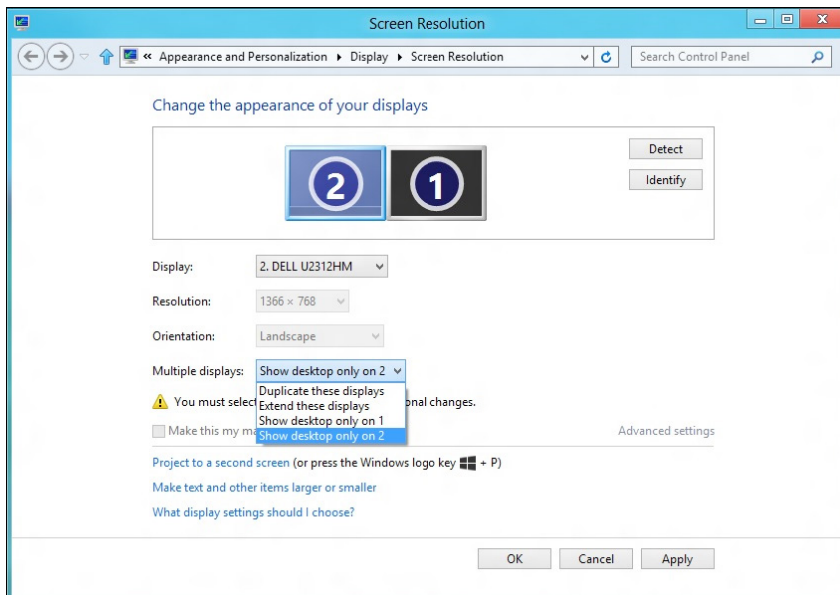 Screen Resolution
« Appearance and Personalization Display Screen Resolution
Search Control Panel
Change the appearance of your displays
2 1
Detect
Identify
Display: 2. DELL U2312HM
Resolution: 1366 × 768
Orientation: Landscape
Multiple displays: Show desktop only on 2
Duplicate these displays
Extend these displays
Show desktop only on 1
Show desktop only on 2
You must select onal changes.
Make this my ma
Advanced settings
Project to a second screen (or press the Windows logo key + P)
Make text and other items larger or smaller
What display settings should I choose?
OK Cancel Apply